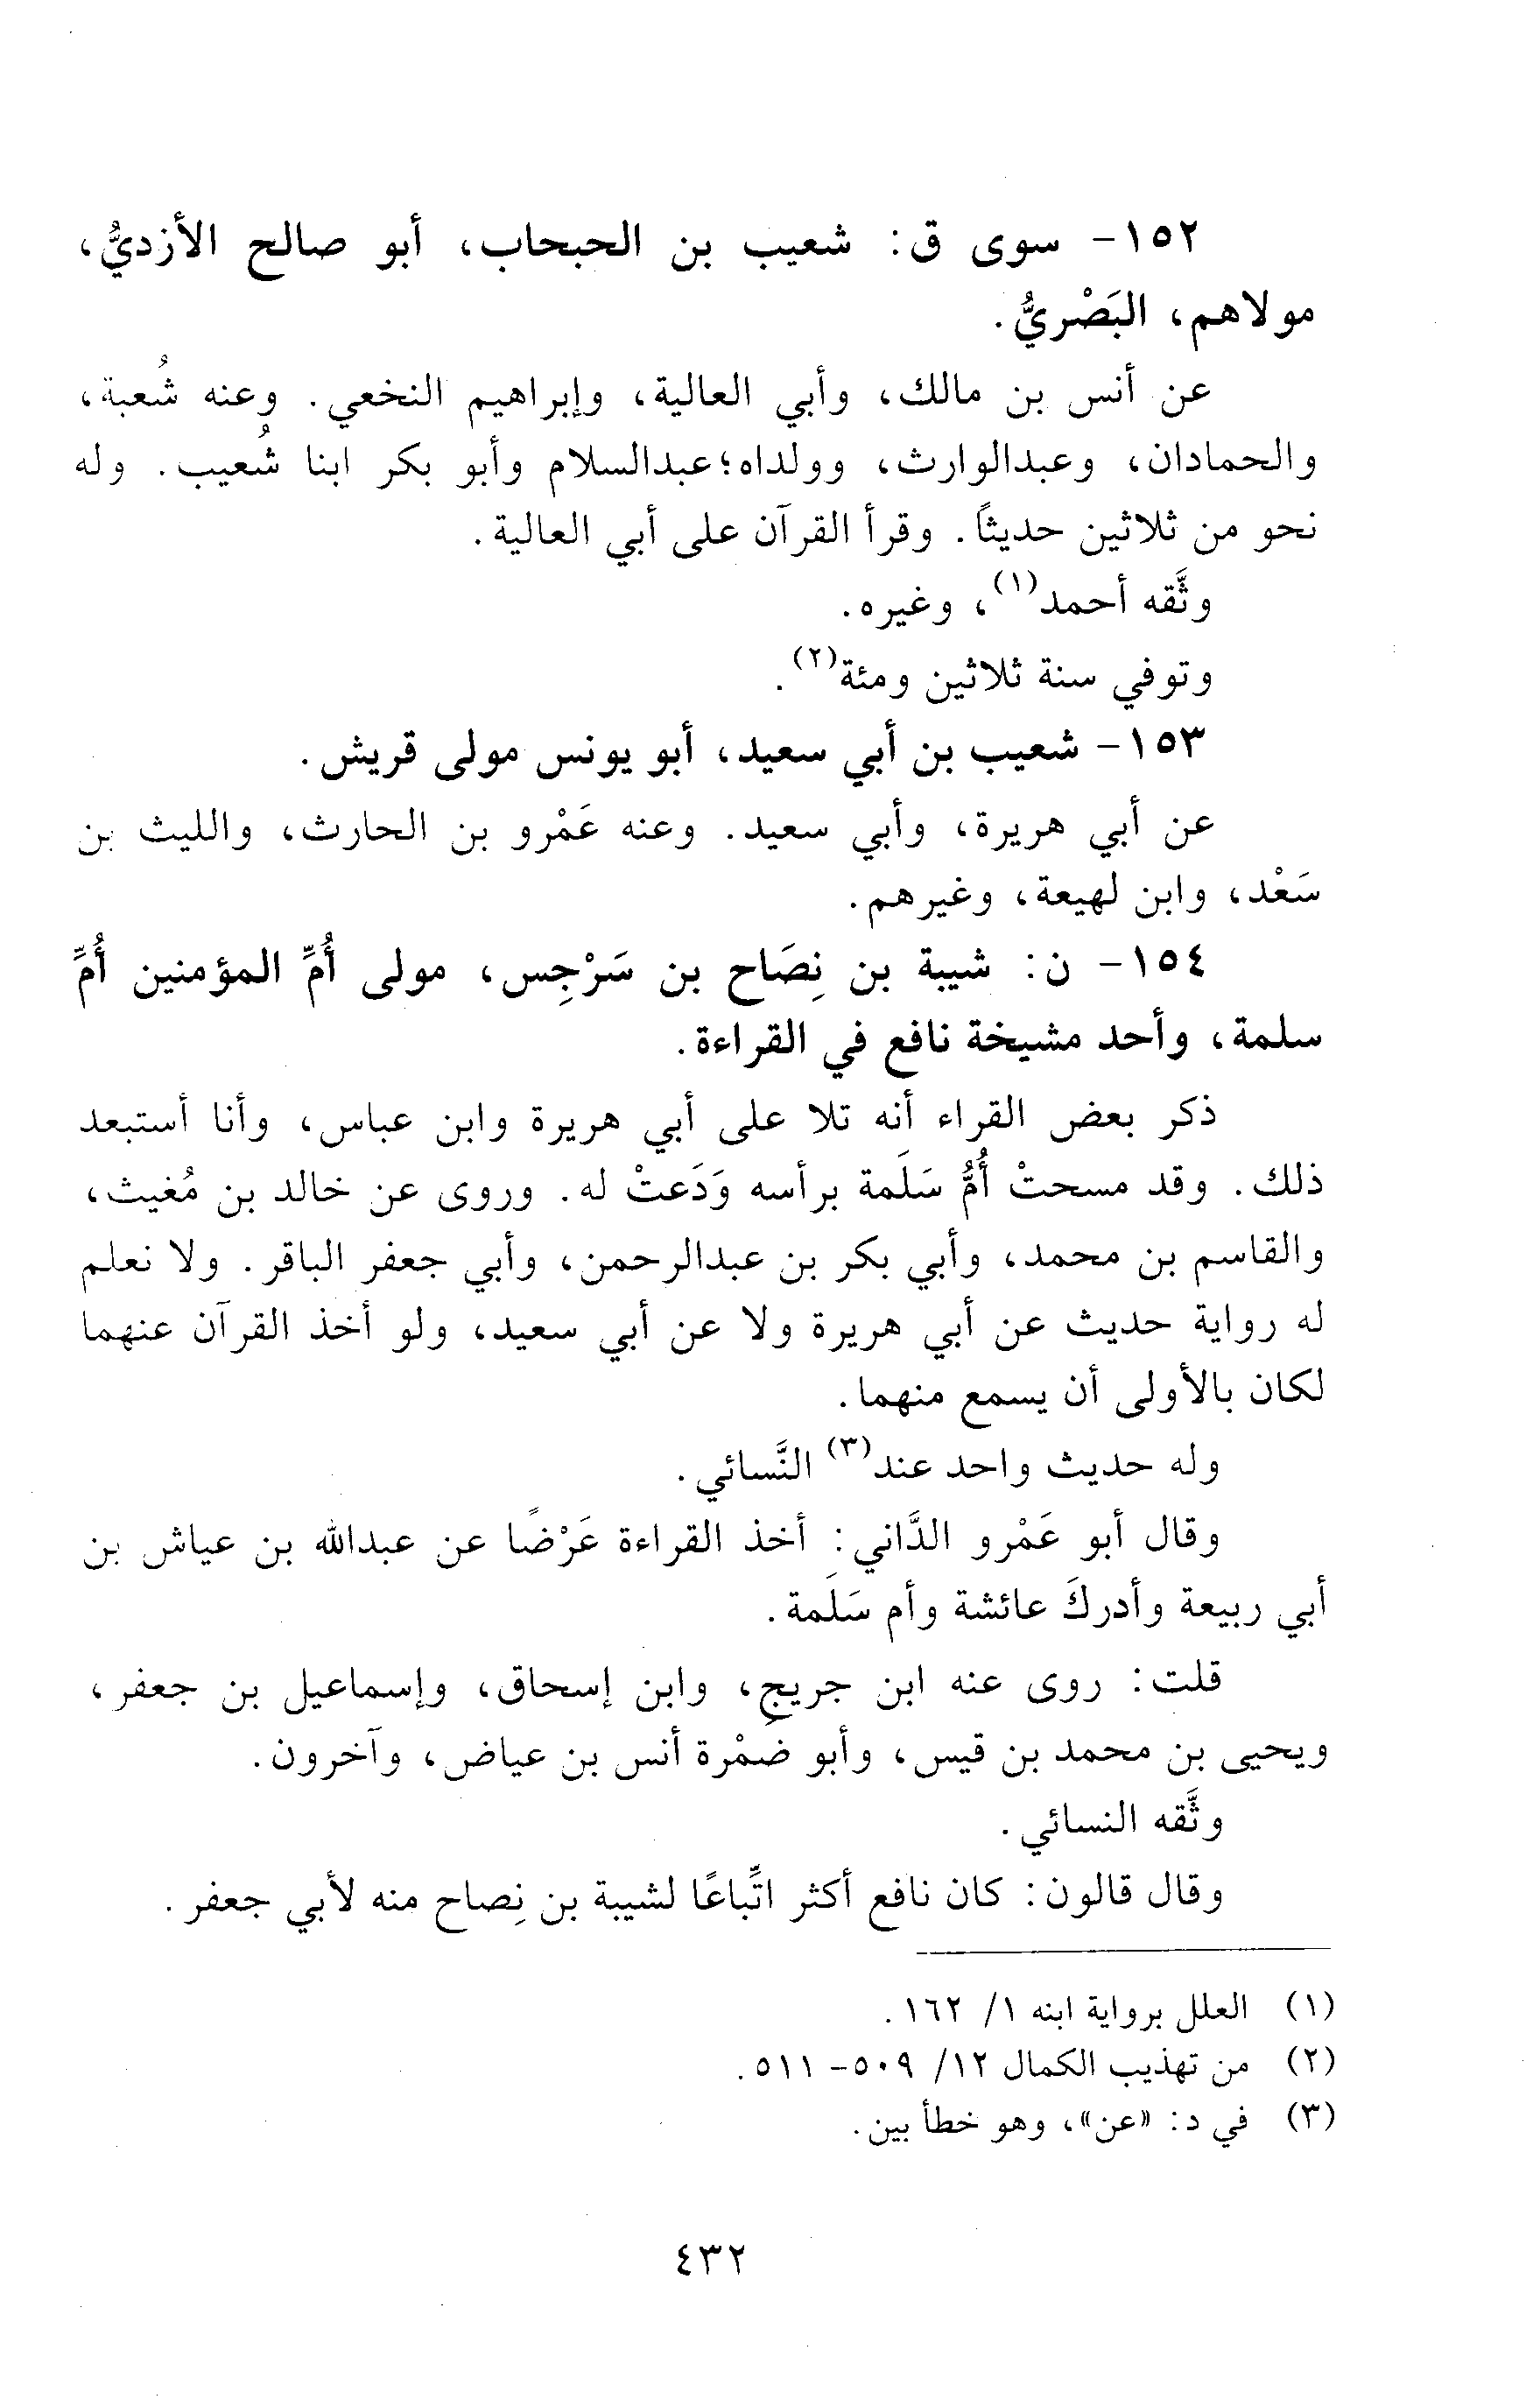 ١٥٢- سوى ق: شعيب بن الحبحاب، أبو صالح الأزديُّ،
مولاهم، البَصْريُّ.
عن أنس بن مالك، وأبي العالية، وإبراهيم النخعي. وعنه شُعبة،
والحمادان، وعبدالوارث، وولداه؛ عبدالسلام وأبو بكر ابنا شُعيب. وله
نحو من ثلاثين حديثاً. وقرأ القرآن على أبي العالية.
وثَّقه أحمد(١)، وغيره.
وتوفي سنة ثلاثين ومئة(٢).
١٥٣- شعيب بن أبي سعيد، أبو يونس مولى قريش.
عن أبي هريرة، وأبي سعيد. وعنه عَمْرو بن الحارث، والليث بن
سَعْد، وابن لهيعة، وغيرهم.
١٥٤- ن: شيبة بن نِصَاح بن سَرْجِس، مولى أُمِّ المؤمنين أُمِّ
سلمة، وأحد مشيخة نافع في القراءة.
ذكر بعض القراء أنه تلا على أبي هريرة وابن عباس، وأنا أستبعد
ذلك. وقد مسحتْ أُمُّ سَلَمة برأسه وَدَعتْ له. وروى عن خالد بن مُغيث،
والقاسم بن محمد، وأبي بكر بن عبدالرحمن، وأبي جعفر الباقر. ولا نعلم
له رواية حديث عن أبي هريرة ولا عن أبي سعيد، ولو أخذ القرآن عنهما
لكان بالأولى أن يسمع منهما.
وله حديث واحد عند(٣) النَّسائي.
وقال أبو عَمْرو الدَّاني: أخذ القراءة عَرْضًا عن عبدالله بن عياش بن
أبي ربيعة وأدركَ عائشة وأم سَلَمة.
قلت: روى عنه ابن جريجِ، وابن إسحاق، وإسماعيل بن جعفر،
ويحيى بن محمد بن قيس، وأبو ضمْرة أنس بن عياض، وآخرون.
وثَّقه النسائي.
وقال قالون: كان نافع أكثر اتِّباعًا لشيبة بن نِصاح منه لأبي جعفر.
(١) العلل برواية ابنه ١/ ١٦٢.
(٢) من تهذيب الكمال ١٢/ ٥٠٩- ٥١١.
(٣) في د: «عن»، وهو خطأ بين.
٤٣٢